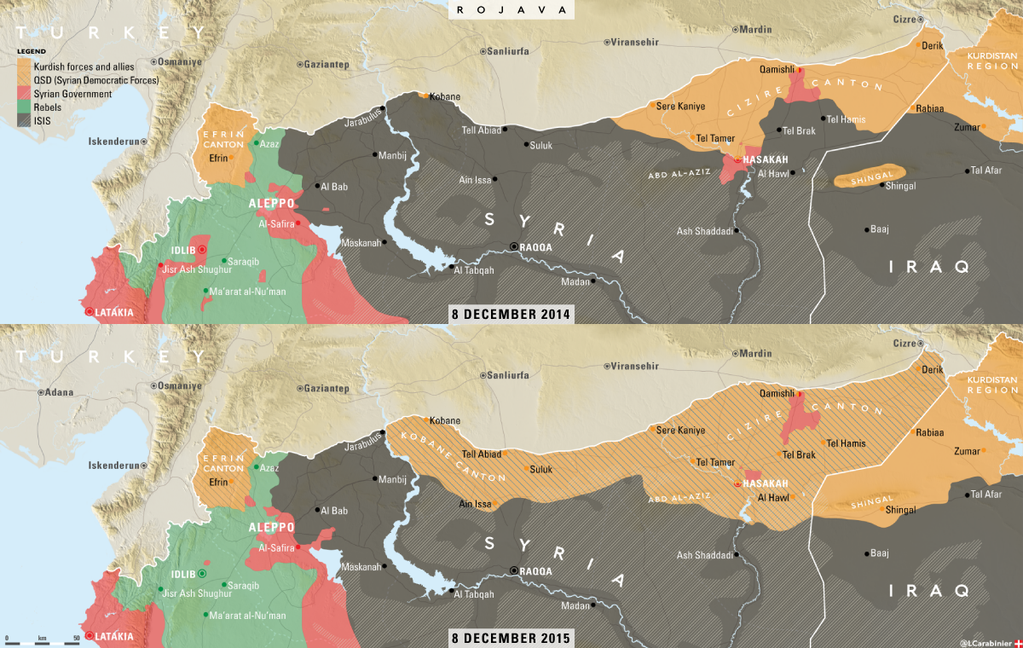 ROJAVA
TURKEY
Cizre
Mardin
Viransehir
Sanliurfa
Derik
LEGEND
Kurdish forces and allies
QSD (Syrian Democratic Forces)
Syrian Government
Rebels
ISIS
Osmaniye
Gaziantep
KURDISTAN
REGION
Qamishli
CIZIRE CANTON
Kobane
Sere Kaniye
Jarabulus
Rabiaa
Tel Hamis
Zumar
Tell Abiad
Tel Brak
Iskenderun
EFRIN
CANTON
Azaz
Suluk
Tel Tamer
Efrin
Manbij
HASAKAH
Al Hawl
Tal Afar
Al Bab
Ain Issa
ABD AL-AZIZ
SHINGAL
Shingal
ALEPPO
Al-Safira
SYRIA
Ash Shaddadi
Baaj
IDLIB
Maskanah
RAQQA
Saraqib
Jisr Ash Shughur
Al Tabqah
IRAQ
Madan
Ma'arat al-Nu'man
LATAKIA
8 DECEMBER 2014
TURKEY
Cizre
Mardin
Viransehir
Sanliurfa
Derik
Adana
Osmaniye
Gaziantep
KURDISTAN
REGION
Qamishli
CIZIRE CANTON
Kobane
Sere Kaniye
Jarabulus
KOBANE CANTON
Rabiaa
Tel Hamis
Zumar
Tell Abiad
Tel Brak
Iskenderun
EFRIN
CANTON
Azaz
Suluk
Tel Tamer
Efrin
Manbij
HASAKAH
Al Hawl
Tal Afar
Al Bab
Ain Issa
ABD AL-AZIZ
SHINGAL
Shingal
ALEPPO
Al-Safira
SYRIA
Ash Shaddadi
Baaj
IDLIB
Maskanah
RAQQA
Saraqib
Jisr Ash Shughur
Al Tabqah
IRAQ
Madan
Ma'arat al-Nu'man
LATAKIA
0 km 50
8 DECEMBER 2015
@LCarabinier